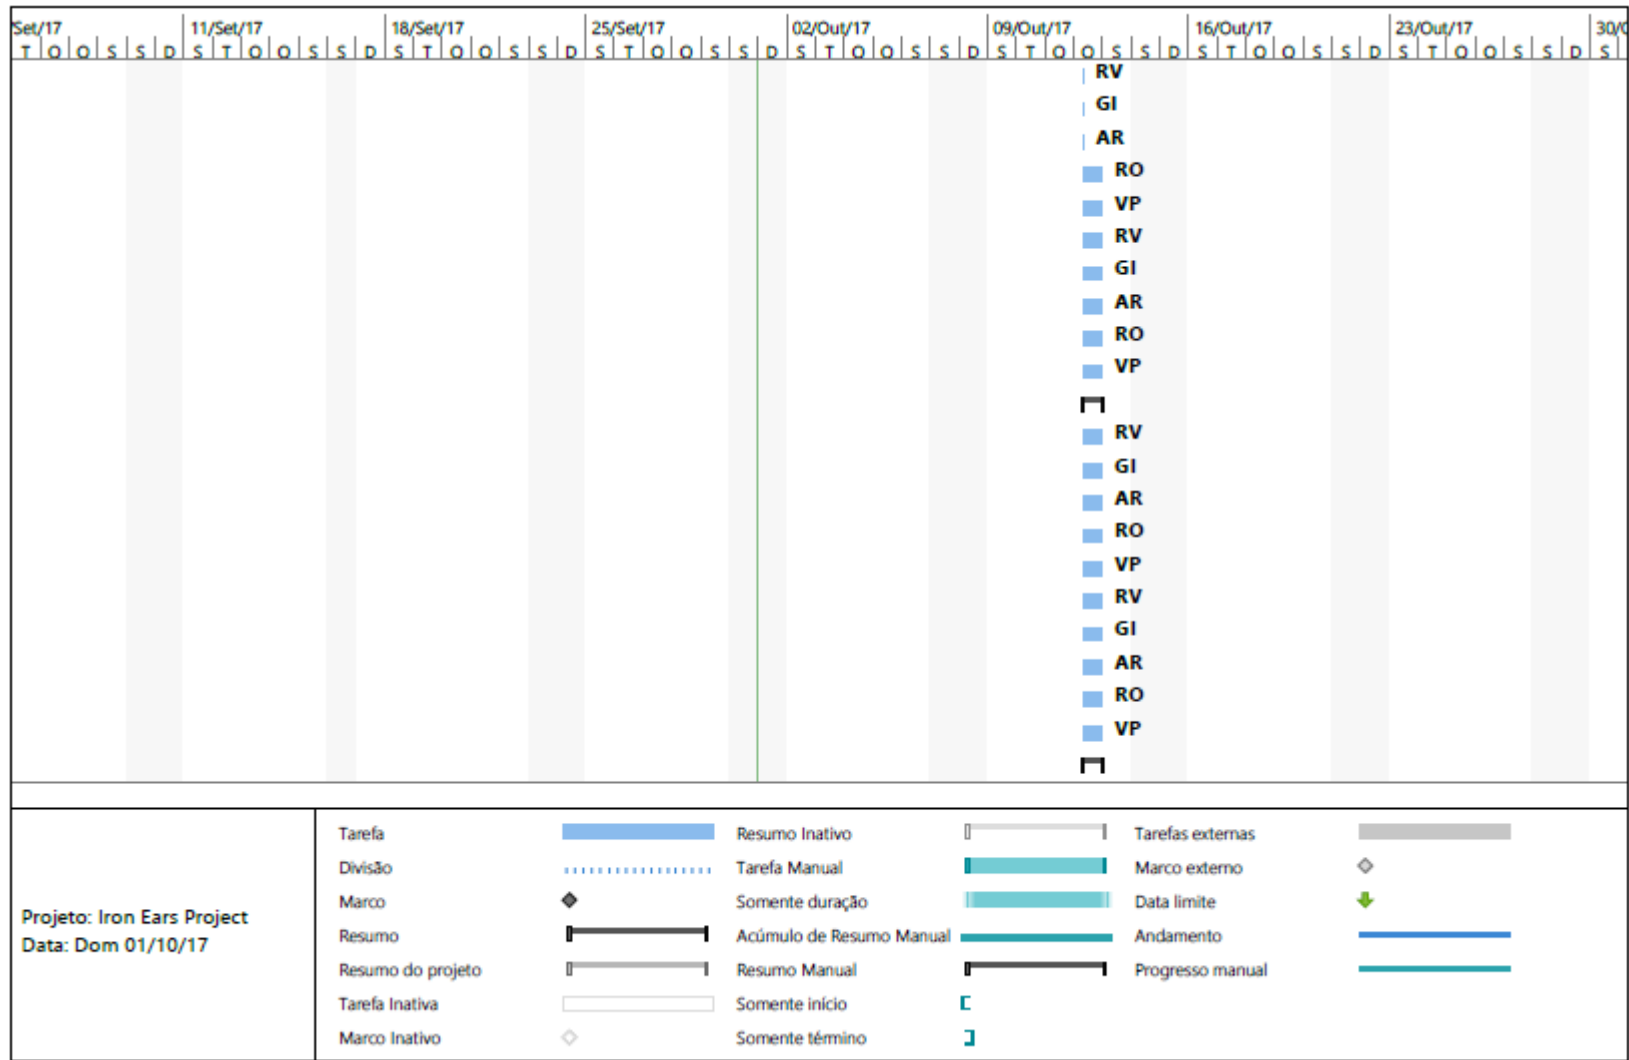 Set/17 11/Set/17 18/Set/17 25/Set/17 02/Out/17 09/Out/17 16/Out/17 23/Out/17 30/O
T Q Q S S D S T Q Q S S D S T Q Q S S D S T Q Q S S D S T Q Q S S D S T Q Q S S D S T Q Q S S D S T Q Q S S D S
RV
GI
AR
RO
VP
RV
GI
AR
RO
VP
RV
GI
AR
RO
VP
RV
GI
AR
RO
VP
Projeto: Iron Ears Project
Data: Dom 01/10/17
Tarefa
Divisão
Marco
Resumo
Resumo do projeto
Tarefa Inativa
Marco Inativo
Resumo Inativo
Tarefa Manual
Somente duração
Acúmulo de Resumo Manual
Resumo Manual
Somente início
Somente término
Tarefas externas
Marco externo
Data limite
Andamento
Progresso manual